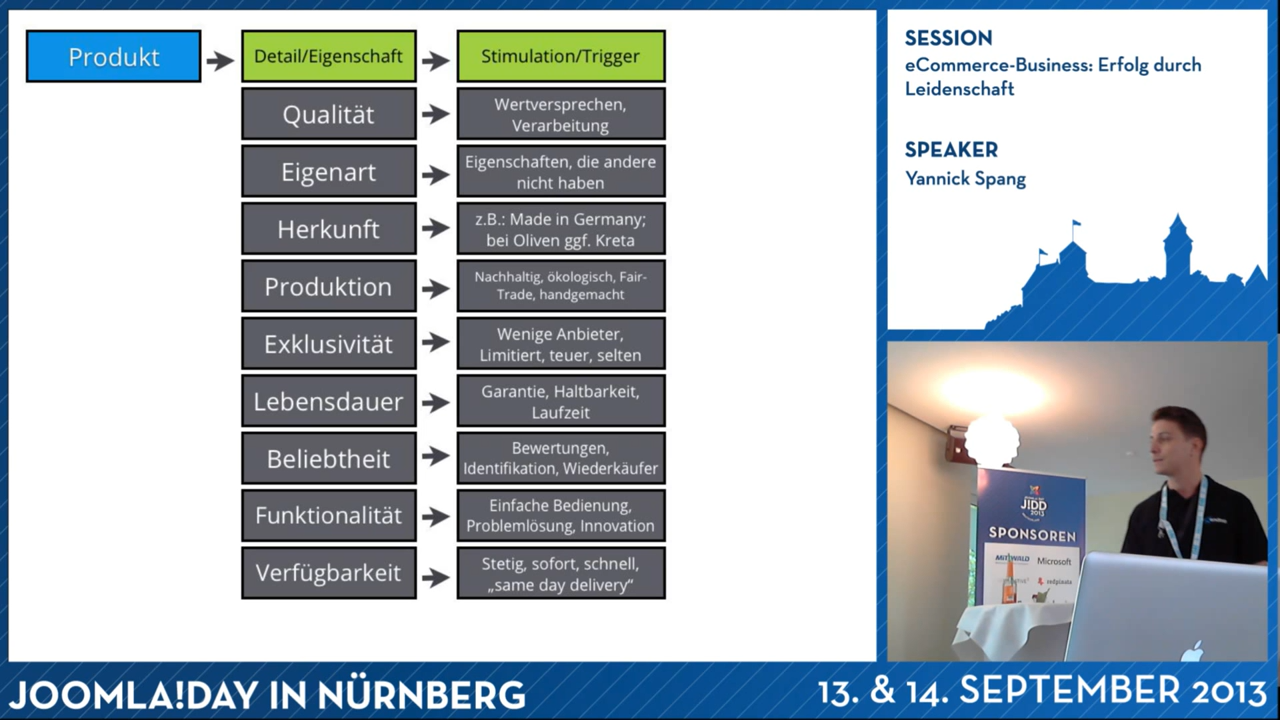 Produkt
Detail/Eigenschaft
Stimulation/Trigger
Qualität
Wertversprechen,
Verarbeitung
Eigenart
Eigenschaften, die andere
nicht haben
Herkunft
z.B.: Made in Germany;
bei Oliven ggf. Kreta
Produktion
Nachhaltig, ökologisch, Fair-
Trade, handgemacht
Exklusivität
Wenige Anbieter,
Limitiert, teuer, selten
Lebensdauer
Garantie, Haltbarkeit,
Laufzeit
Beliebtheit
Bewertungen,
Identifikation, Wiederkäufer
Funktionalität
Einfache Bedienung,
Problemlösung, Innovation
Verfügbarkeit
Stetig, sofort, schnell,
„same day delivery“
SESSION
eCommerce-Business: Erfolg durch
Leidenschaft
SPEAKER
Yannick Spang
JIDD
2013
SPONSOREN
MITTWALD
Microsoft
redplauze
JOOMLA!DAY IN NÜRNBERG
13. & 14. SEPTEMBER 2013